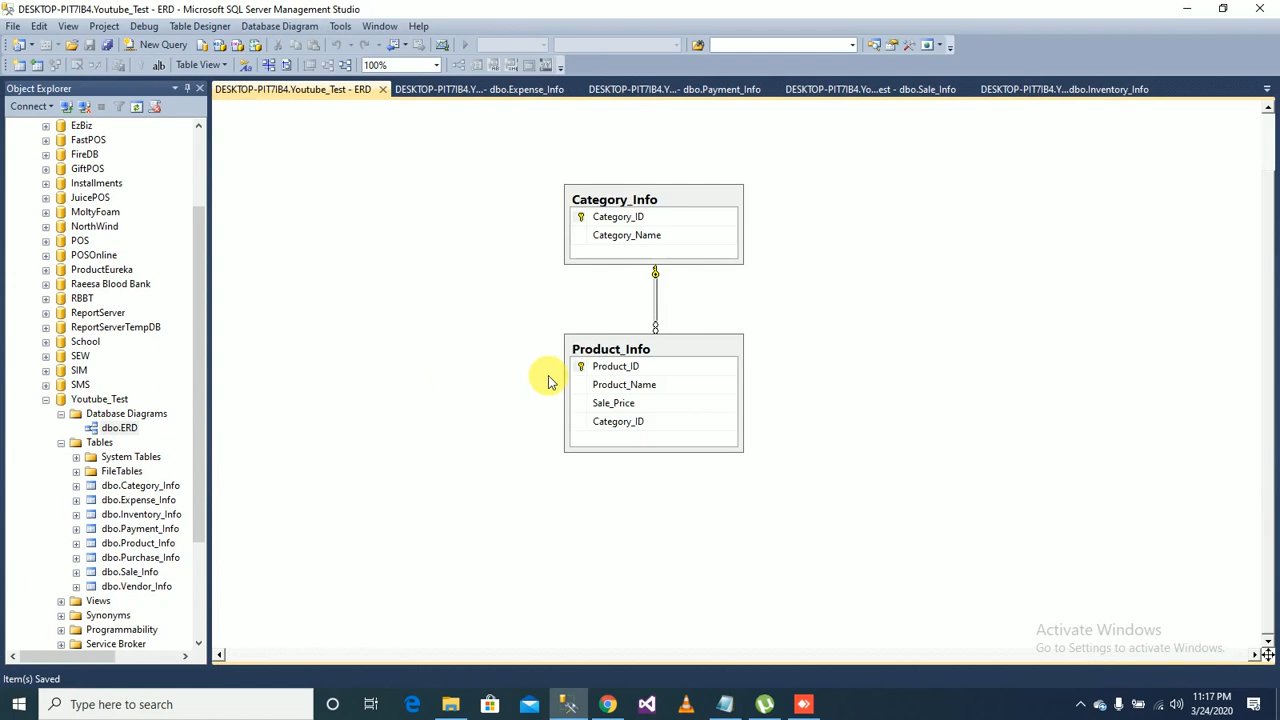 DESKTOP-PIT7IB4.Youtube_Test - ERD - Microsoft SQL Server Management Studio
File Edit View Project Debug Table Designer Database Diagram Tools Window Help
New Query
Table View 100%
Object Explorer
DESKTOP-PIT7IB4.Youtube_Test - ERD DESKTOP-PIT7IB4.Y...- dbo.Expense_Info DESKTOP-PIT7IB4.Y... - dbo.Payment_Info DESKTOP-PIT7IB4.Yo...est - dbo.Sale_Info DESKTOP-PIT7IB4.Y...dbo.Inventory_Info
Connect
EzBiz
FastPOS
FireDB
GiftPOS
Installments
JuicePOS
MoltyFoam
NorthWind
POS
POSOnline
ProductEureka
Raeesa Blood Bank
RBBT
ReportServer
ReportServerTempDB
School
SEW
SIM
SMS
Youtube_Test
Database Diagrams
dbo.ERD
Tables
System Tables
FileTables
dbo.Category_Info
dbo.Expense_Info
dbo.Inventory_Info
dbo.Payment_Info
dbo.Product_Info
dbo.Purchase_Info
dbo.Sale_Info
dbo.Vendor_Info
Views
Synonyms
Programmability
Service Broker
Category_Info
Category_ID
Category_Name
Product_Info
Product_ID
Product_Name
Sale_Price
Category_ID
Activate Windows
Go to Settings to activate Windows.
Item(s) Saved
Type here to search
11:17 PM
3/24/2020